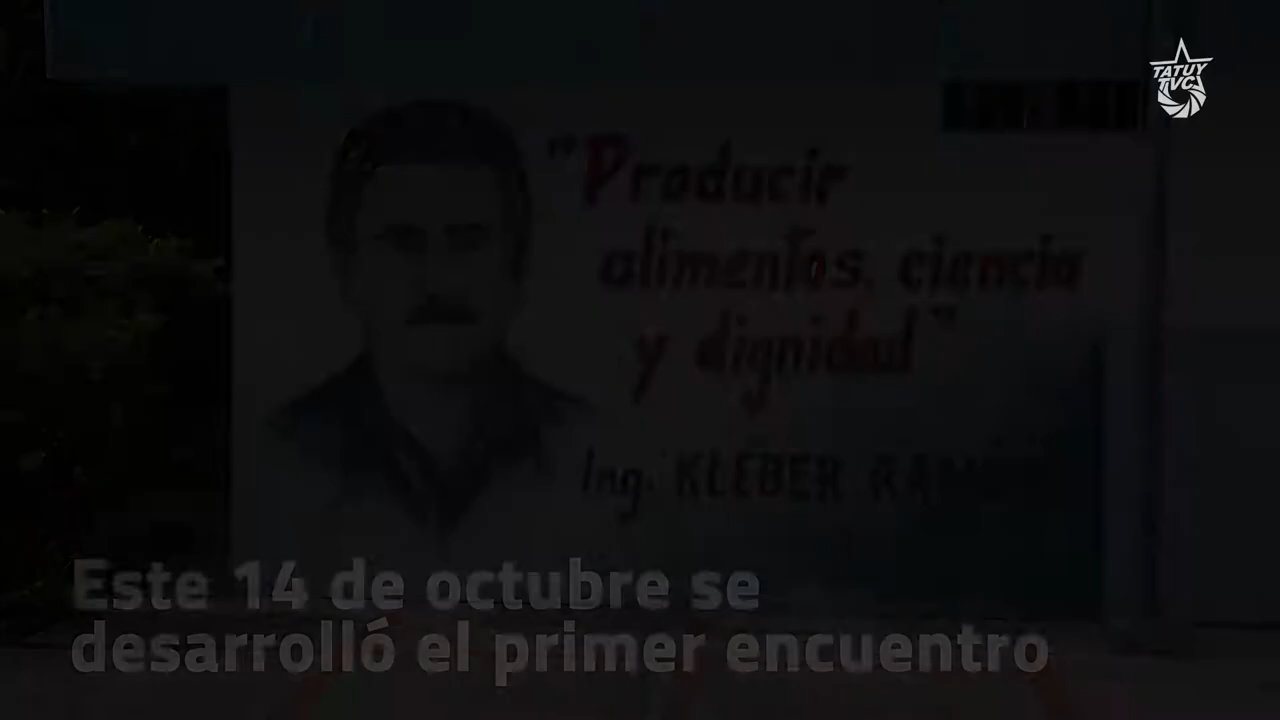 TATUY
TVC
"Producir
alimentos, ciencia
y dignidad"
Ing. KLEBER
Este 14 de octubre se
desarrolló el primer encuentro